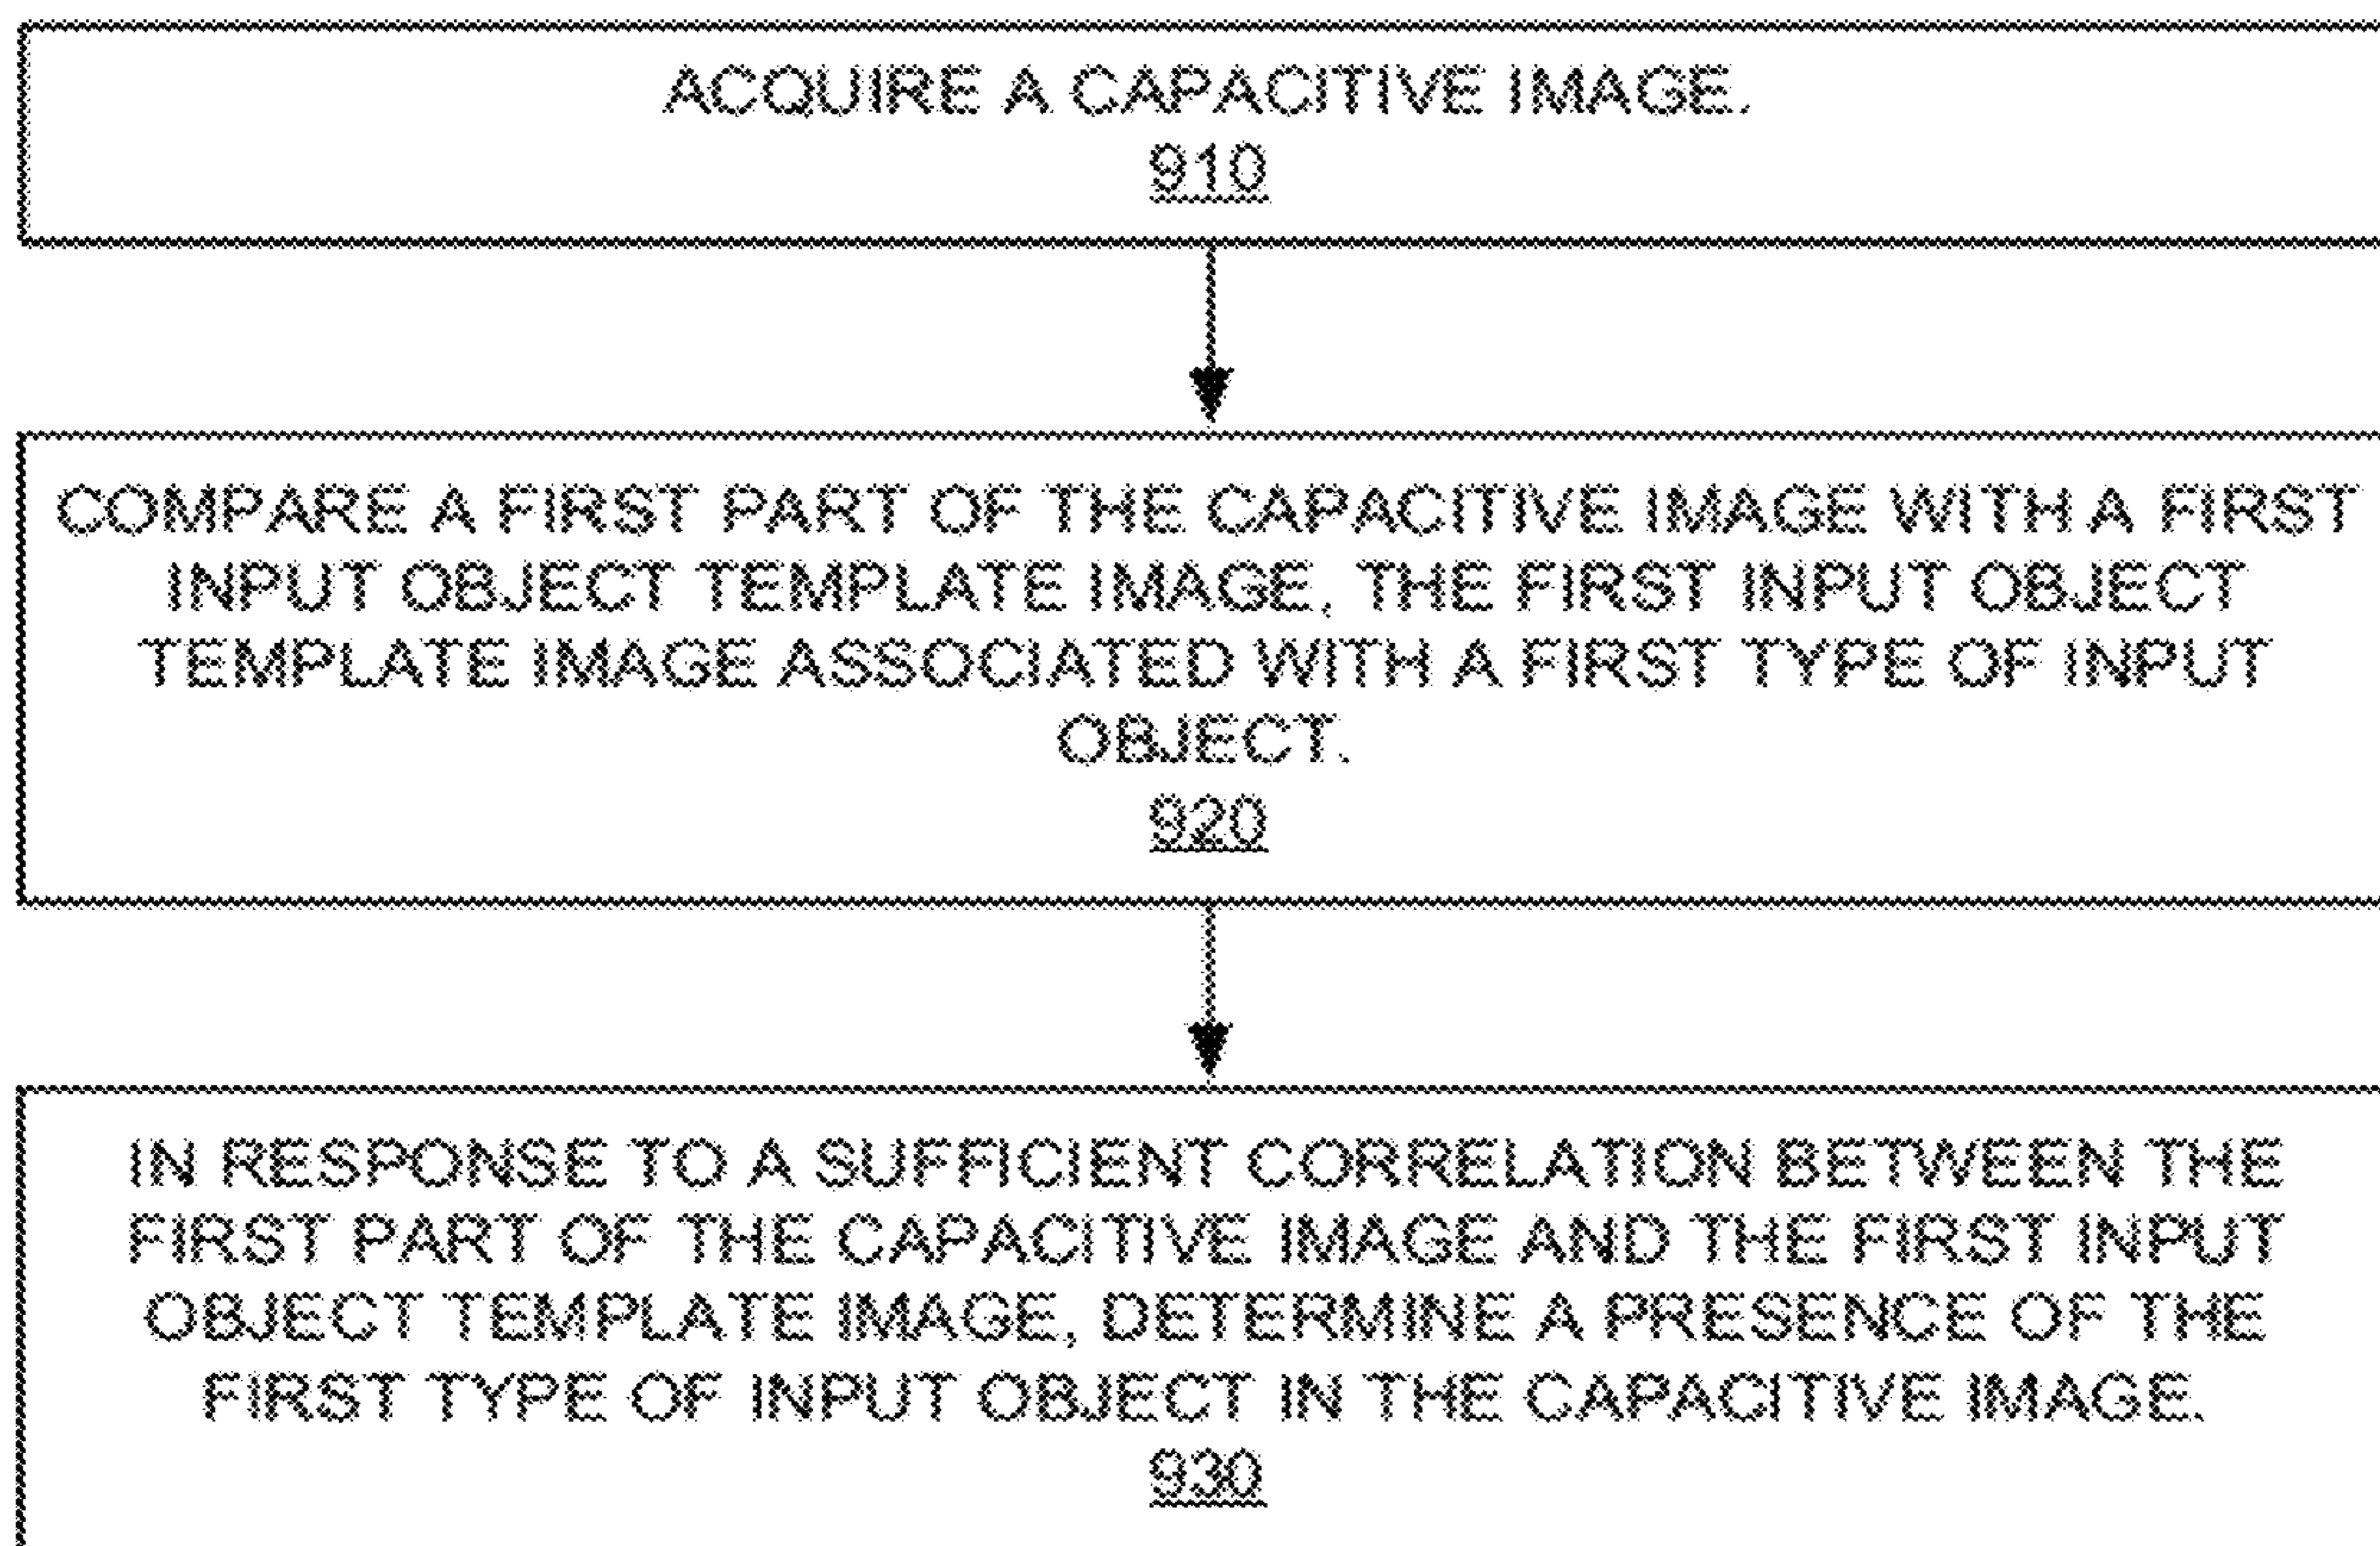 ACQUIRE A CAPACITIVE IMAGE.
910
COMPARE A FIRST PART OF THE CAPACITIVE IMAGE WITH A FIRST
INPUT OBJECT TEMPLATE IMAGE, THE FIRST INPUT OBJECT
TEMPLATE IMAGE ASSOCIATED WITH A FIRST TYPE OF INPUT
OBJECT.
920
IN RESPONSE TO A SUFFICIENT CORRELATION BETWEEN THE
FIRST PART OF THE CAPACITIVE IMAGE AND THE FIRST INPUT
OBJECT TEMPLATE IMAGE, DETERMINE A PRESENCE OF THE
FIRST TYPE OF INPUT OBJECT IN THE CAPACITIVE IMAGE.
930